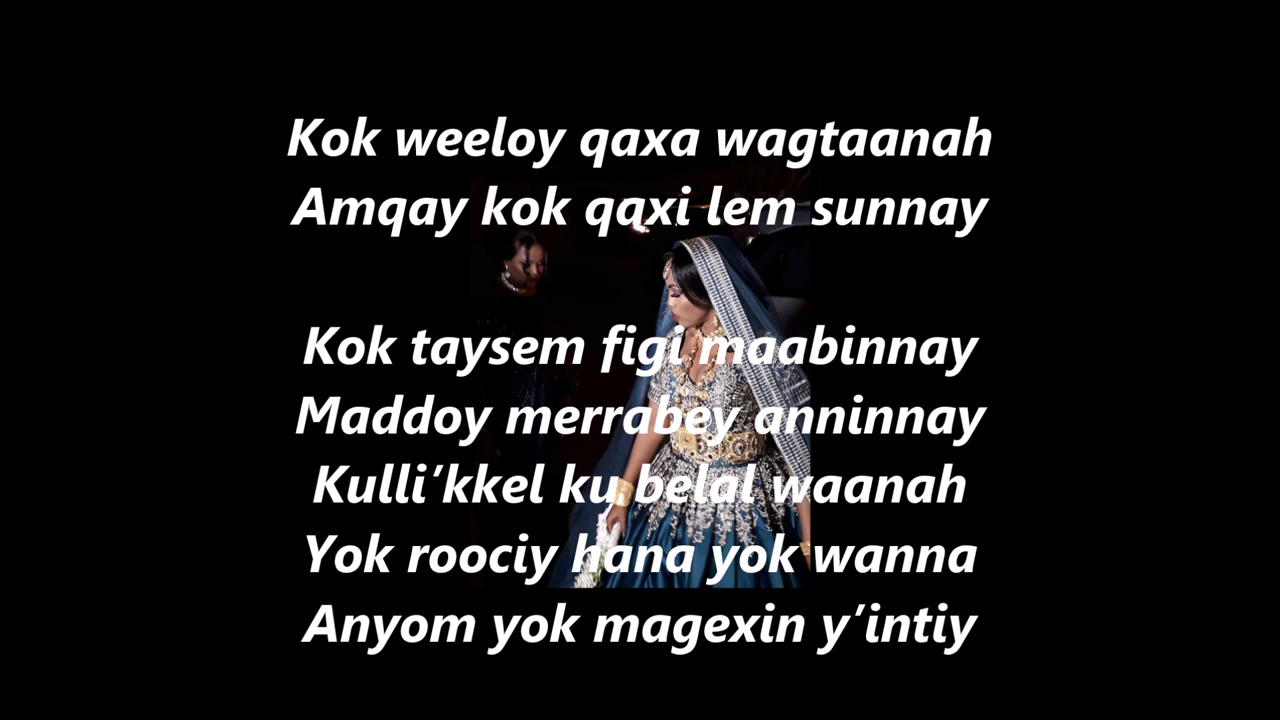 Kok weeloy qaxa wagtaanah
Amqay kok qaxi lem sunnay
Kok taysem figi maabinnay
Maddoy merrabey anninnay
Kulli’kkel ku belal waanah
Yok roociy hana yok wanna
Anyom yok magexin y’intiy